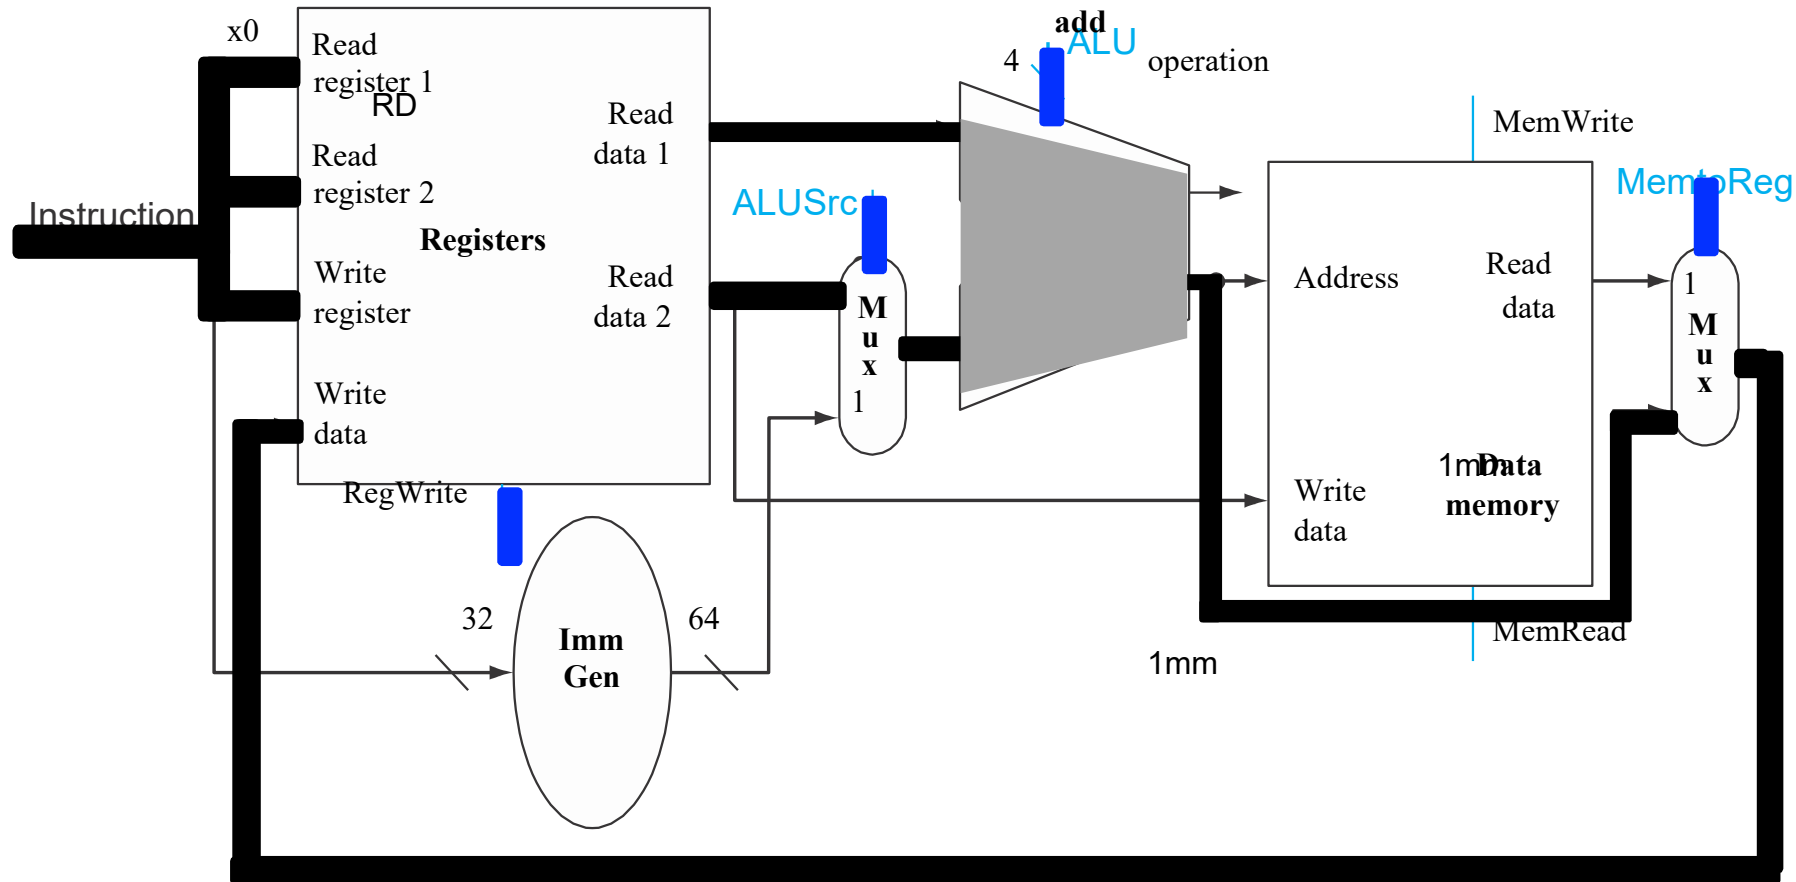 x0
Read
register 1
RD
Read
register 2
Instruction
Registers
Write
register
Write
data
Read
data 1
Read
data 2
RegWrite
ALUSrc
M
u
x
1
add
4
ALU
operation
MemWrite
MemtoReg
Address
Read
data
1
M
u
x
1mm
Data
memory
Write
data
MemRead
1mm
32
Imm
Gen
64